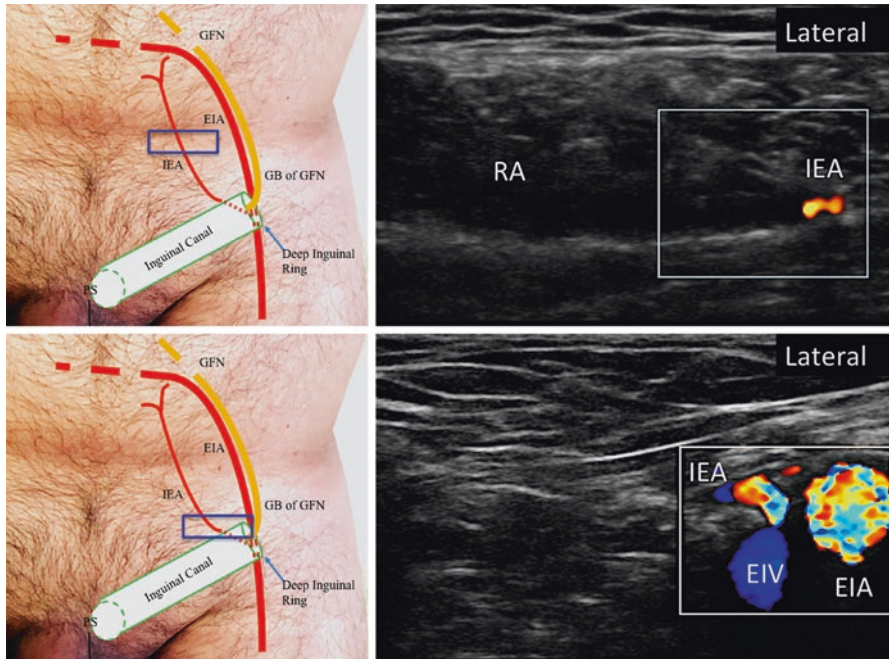 GFN
EIA
IEA
GB of GFN
Inguinal Canal
Deep Inguinal
Ring
PS
Lateral
RA
IEA
GFN
EIA
IEA
GB of GFN
Inguinal Canal
Deep Inguinal
Ring
PS
Lateral
IEA
EIV
EIA